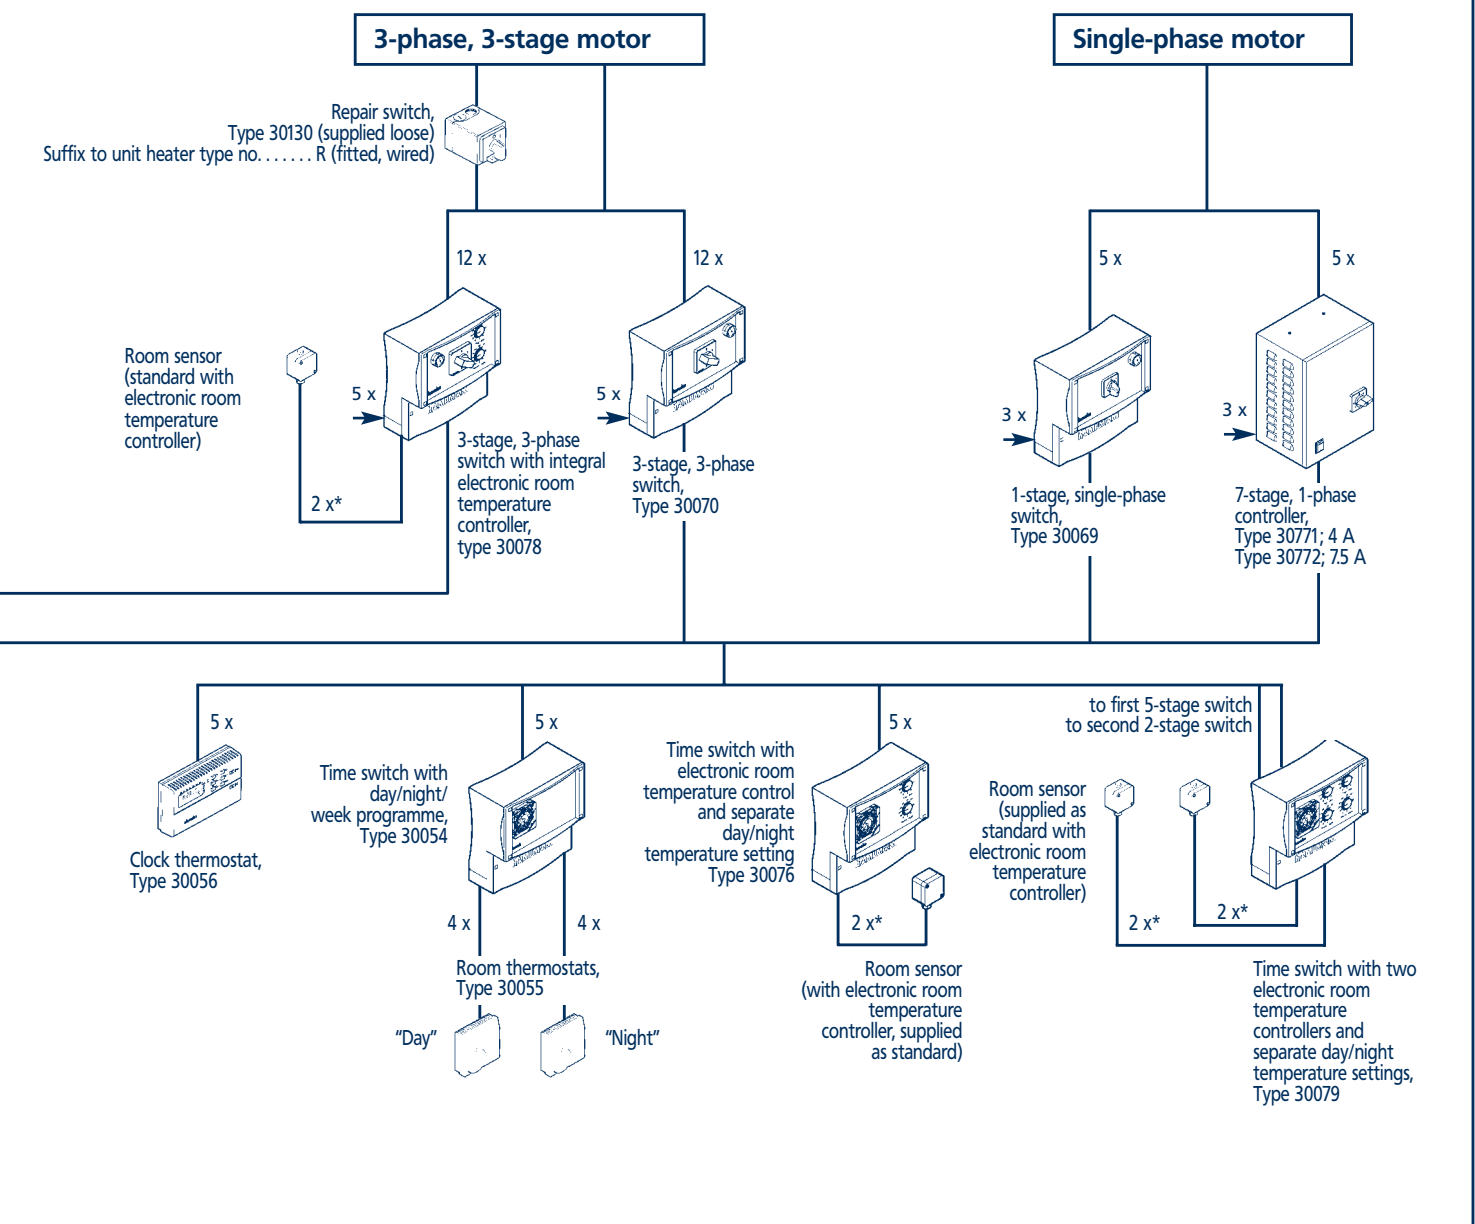 3-phase, 3-stage motor
Single-phase motor
Repair switch,
Type 30130 (supplied loose)
Suffix to unit heater type no. . . . . . . R (fitted, wired)
12 x
12 x
5 x
5 x
Room sensor
(standard with
electronic room
temperature
controller)
5 x
5 x
3 x
3 x
2 x*
3-stage, 3-phase
switch with integral
electronic room
temperature
controller,
type 30078
3-stage, 3-phase
switch,
Type 30070
1-stage, single-phase
switch,
Type 30069
7-stage, 1-phase
controller,
Type 30771; 4 A
Type 30772; 7.5 A
5 x
5 x
5 x
to first 5-stage switch
to second 2-stage switch
Clock thermostat,
Type 30056
Time switch with
day/night/
week programme,
Type 30054
4 x
4 x
Room thermostats,
Type 30055
“Day”
“Night”
Time switch with
electronic room
temperature control
and separate
day/night
temperature setting
Type 30076
2 x*
Room sensor
(with electronic room
temperature
controller, supplied
as standard)
Room sensor
(supplied as
standard with
electronic room
temperature
controller)
2 x*
2 x*
Time switch with two
electronic room
temperature
controllers and
separate day/night
temperature settings,
Type 30079